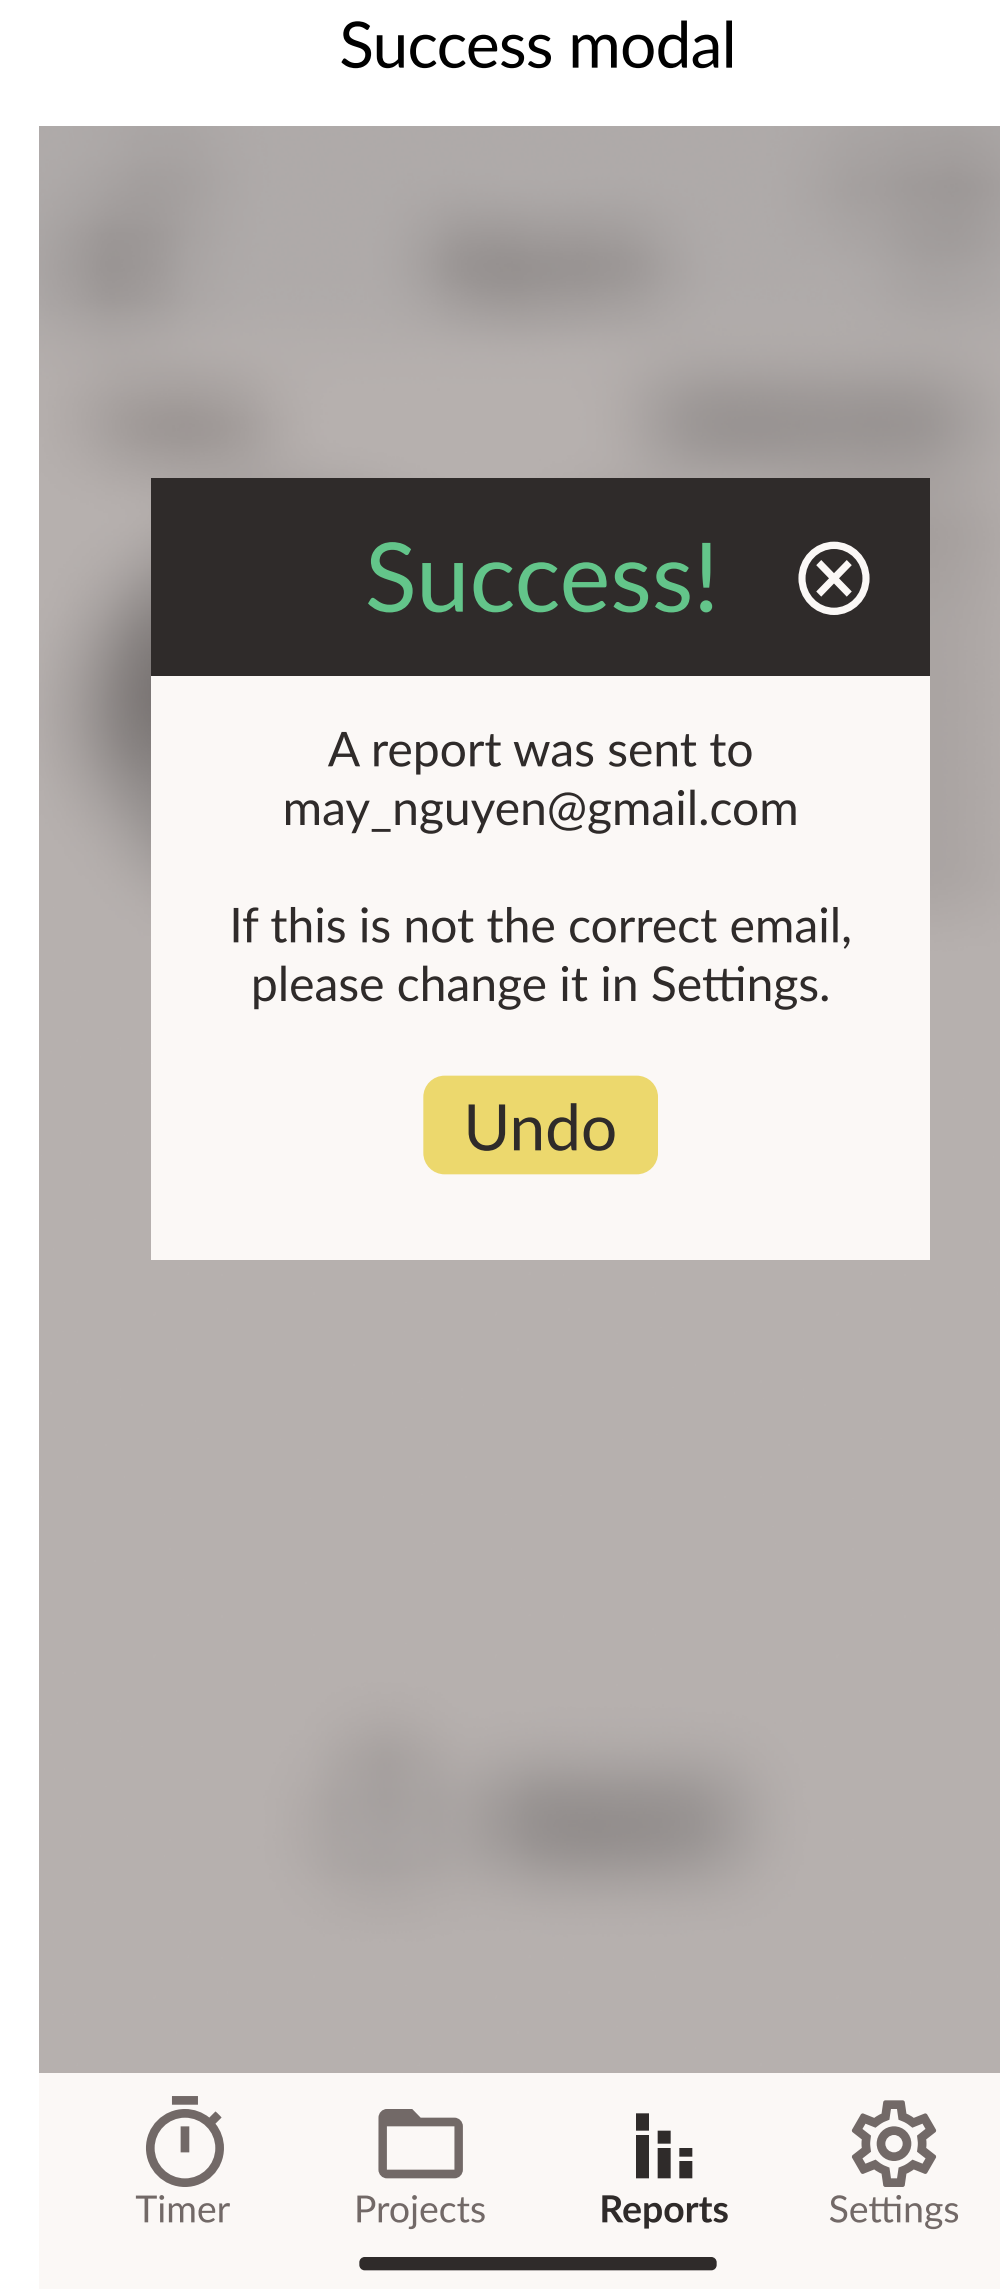 Success modal
Success!
A report was sent to
may_nguyen@gmail.com
If this is not the correct email,
please change it in Settings.
Undo
Timer
Projects
Reports
Settings